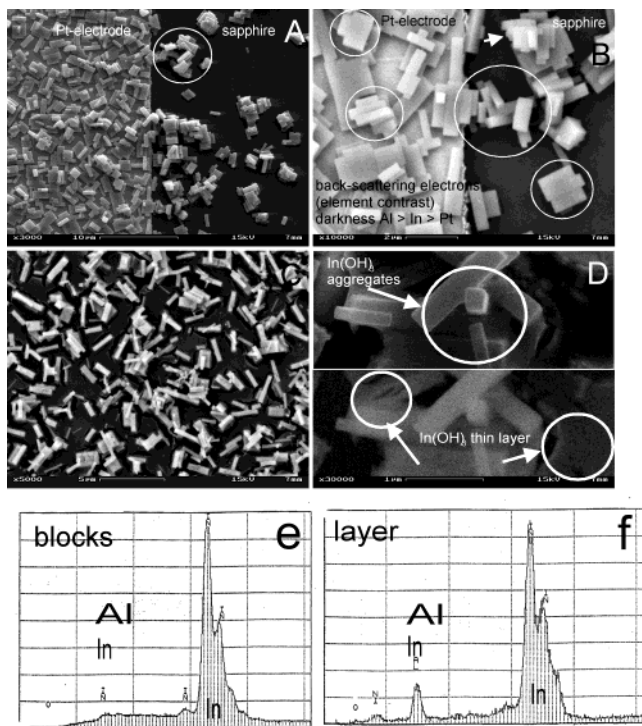 Pt-electrode
sapphire
A
x3000 10µm 15kV 7mm
Pt-electrode
sapphire
B
back-scattering electrons
(element contrast)
darkness Al > In > Pt
x10000 2µm 15kV 7mm
x5000 5µm 15kV 7mm
In(OH)3
aggregates
D
In(OH)3 thin layer
x30000 1µm 15kV 7mm
blocks
e
Al
In
In
layer
f
Al
In
In